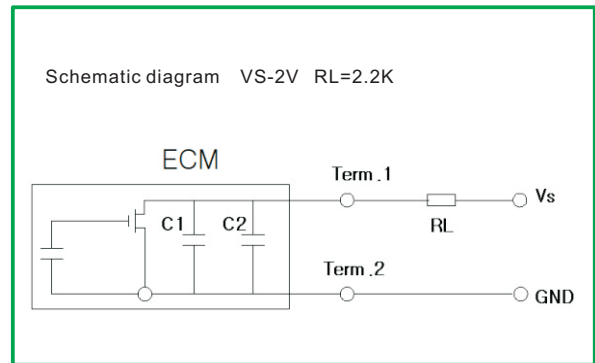 Schematic diagram VS-2V RL=2.2K
ECM
Term .1
Vs
C1 C2
RL
Term .2
GND